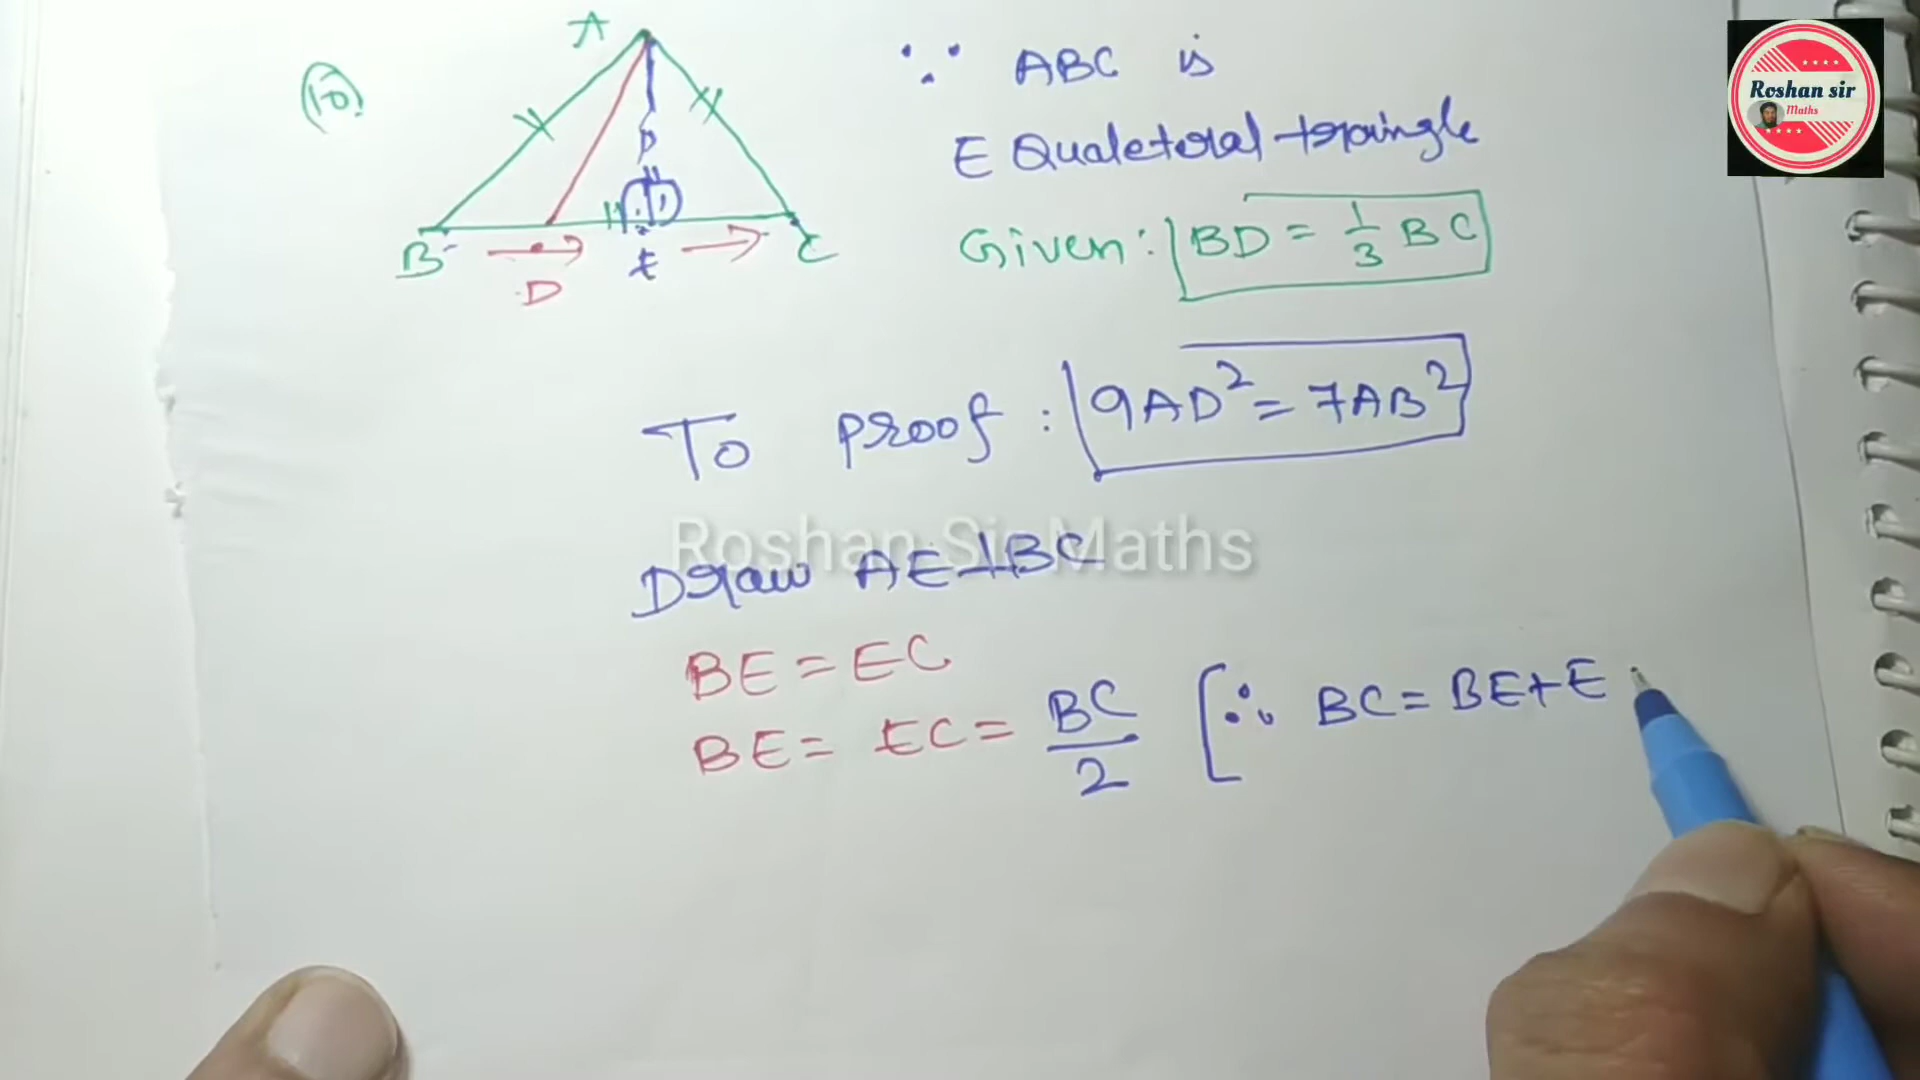 10.
A
B D E C
P
∵ ABC is
E Qualeteral traingle
Given: BD = 1/3 BC
To proof : 9AD² = 7AB²
Draw AE⊥BC
BE = EC
BE = EC = BC/2 [∵ BC = BE+E
Roshan Sir Maths
Roshan sir
Maths